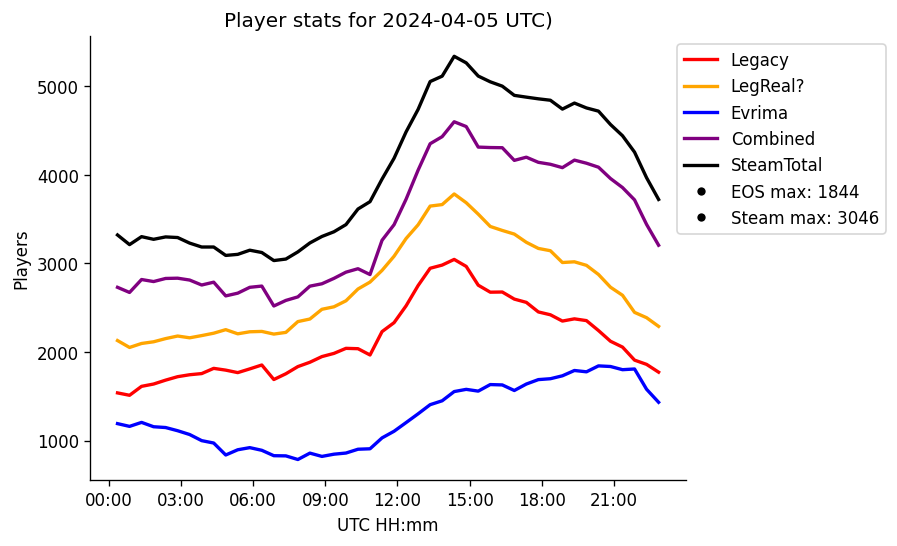 Player stats for 2024-04-05 UTC)
Players
5000
4000
3000
2000
1000
00:00 03:00 06:00 09:00 12:00 15:00 18:00 21:00
UTC HH:mm
Legacy
LegReal?
Evrima
Combined
SteamTotal
EOS max: 1844
Steam max: 3046